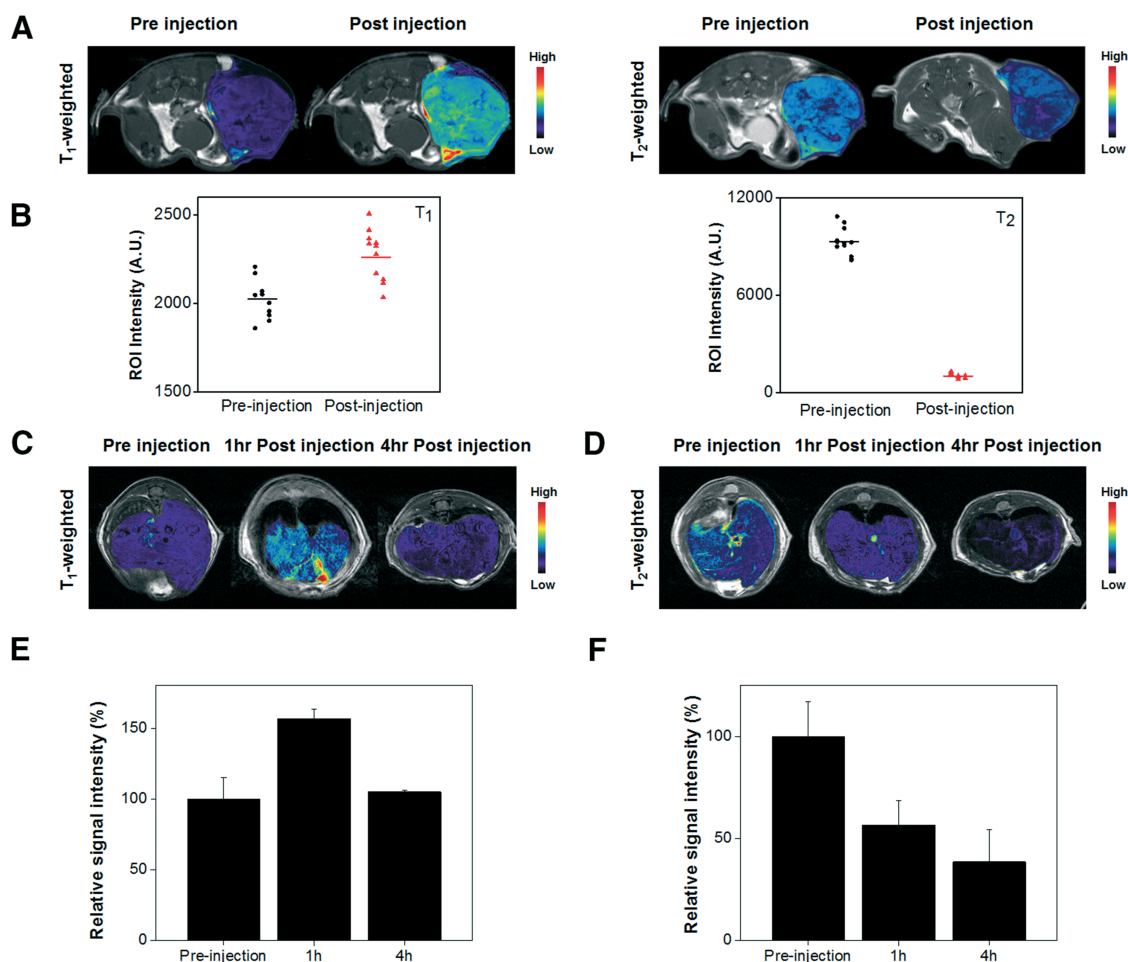 A
Pre injection
Post injection
T1-weighted
High
Low
Pre injection
Post injection
T2-weighted
High
Low
B
ROI Intensity (A.U.)
2500
2000
1500
T1
Pre-injection
Post-injection
ROI Intensity (A.U.)
12000
6000
0
T2
Pre-injection
Post-injection
C
Pre injection
1hr Post injection
4hr Post injection
T1-weighted
High
Low
D
Pre injection
1hr Post injection
4hr Post injection
T2-weighted
High
Low
E
Relative signal intensity (%)
150
100
50
0
Pre-injection
1h
4h
F
Relative signal intensity (%)
100
50
0
Pre-injection
1h
4h